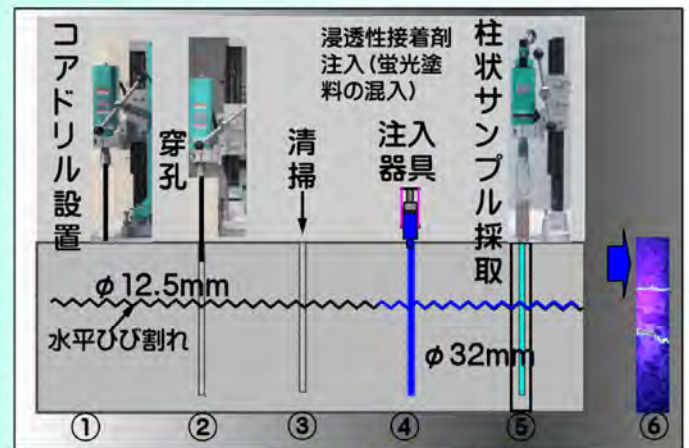 コアドリル設置
穿孔
清掃
浸透性接着剤
注入(蛍光塗
料の混入)
注入
器具
柱状サンプル採取
φ12.5mm
水平ひび割れ
φ32mm
①
②
③
④
⑤
⑥